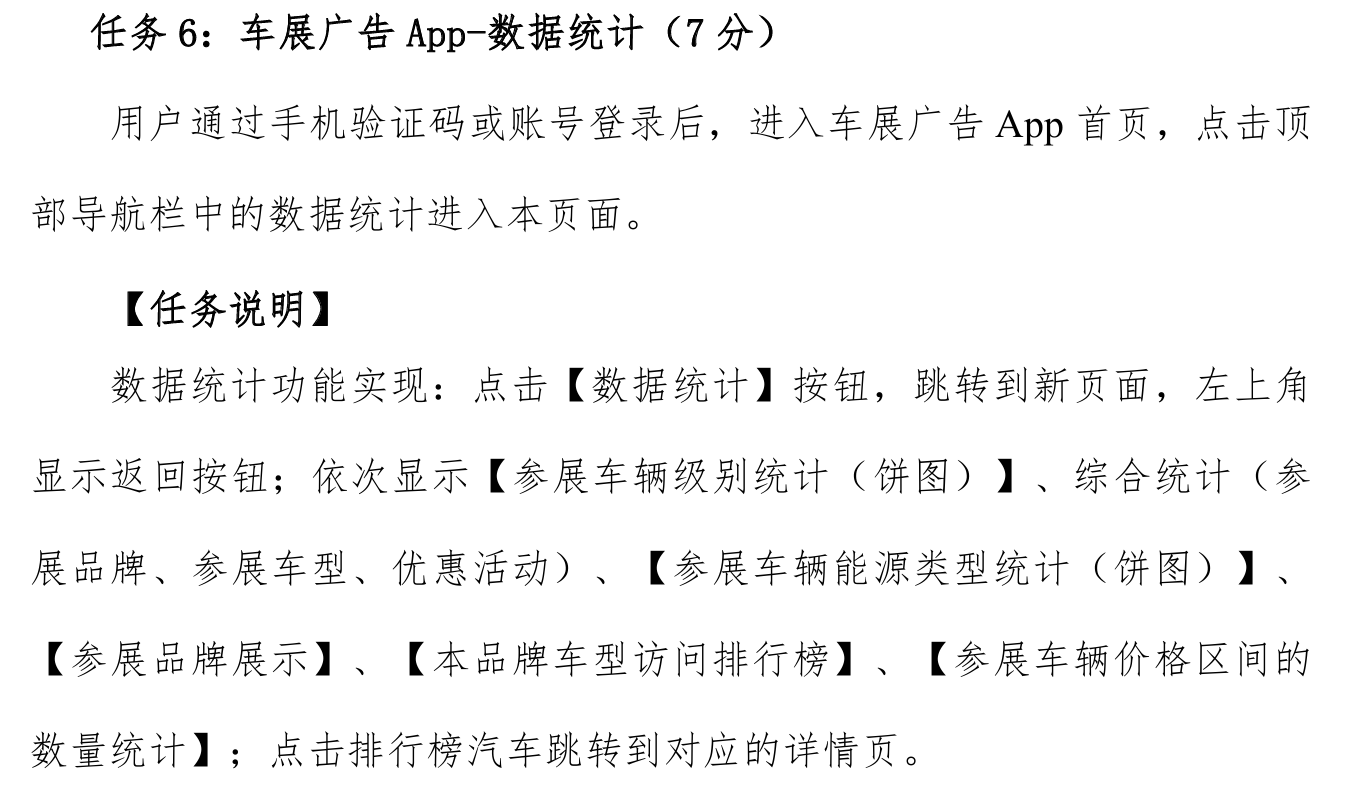 任务 6：车展广告 App-数据统计（7 分）
用户通过手机验证码或账号登录后，进入车展广告 App 首页，点击顶
部导航栏中的数据统计进入本页面。
【任务说明】
数据统计功能实现：点击【数据统计】按钮，跳转到新页面，左上角
显示返回按钮；依次显示【参展车辆级别统计（饼图）】、综合统计（参
展品牌、参展车型、优惠活动）、【参展车辆能源类型统计（饼图）】、
【参展品牌展示】、【本品牌车型访问排行榜】、【参展车辆价格区间的
数量统计】；点击排行榜汽车跳转到对应的详情页。